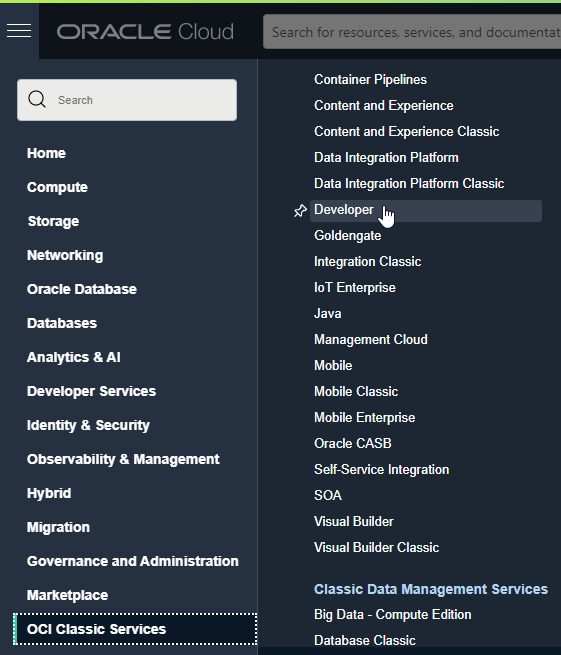 ORACLE Cloud
Search for resources, services, and documentat
Search
Home
Compute
Storage
Networking
Oracle Database
Databases
Analytics & AI
Developer Services
Identity & Security
Observability & Management
Hybrid
Migration
Governance and Administration
Marketplace
OCI Classic Services
Container Pipelines
Content and Experience
Content and Experience Classic
Data Integration Platform
Data Integration Platform Classic
Developer
Goldengate
Integration Classic
IoT Enterprise
Java
Management Cloud
Mobile
Mobile Classic
Mobile Enterprise
Oracle CASB
Self-Service Integration
SOA
Visual Builder
Visual Builder Classic
Classic Data Management Services
Big Data - Compute Edition
Database Classic